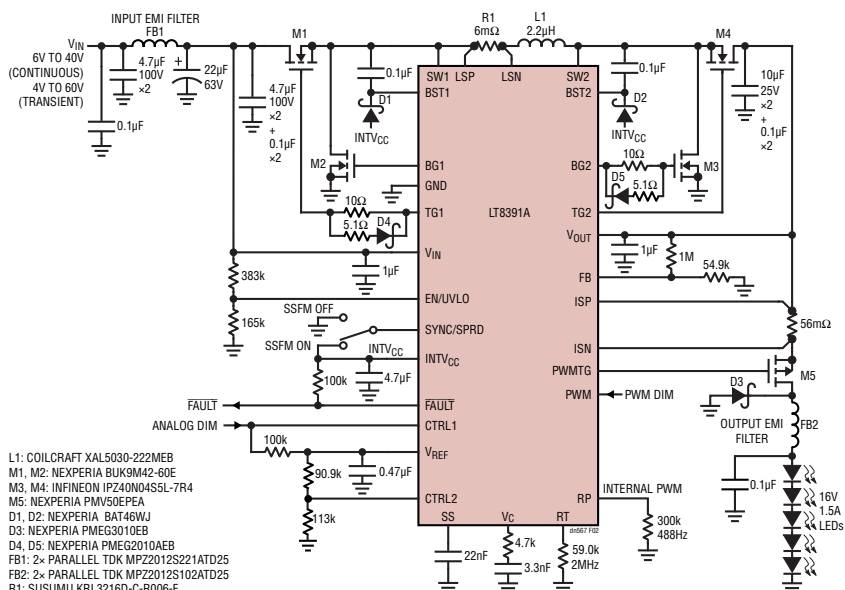 INPUT EMI FILTER
FB1
M1
R1
6mΩ
L1
2.2µH
M4
VIN
6V TO 40V
(CONTINUOUS)
4V TO 60V
(TRANSIENT)
4.7µF
100V
×2
+
22µF
63V
0.1µF
4.7µF
100V
×2
+
0.1µF
×2
0.1µF
D1
INTVCC
M2
SW1
LSP
LSN
SW2
BST1
BST2
0.1µF
D2
INTVCC
10µF
25V
×2
+
0.1µF
×2
BG1
GND
TG1
LT8391A
BG2
TG2
10Ω
D5
5.1Ω
M3
10Ω
5.1Ω
D4
VIN
VOUT
1µF
1µF
1M
383k
FB
54.9k
EN/UVLO
ISP
165k
SSFM OFF
SYNC/SPRD
56mΩ
SSFM ON
INTVCC
INTVCC
ISN
100k
4.7µF
PWMTG
M5
FAULT
FAULT
PWM
PWM DIM
D3
ANALOG DIM
CTRL1
OUTPUT EMI
FILTER
FB2
100k
VREF
90.9k
0.47µF
CTRL2
113k
RP
INTERNAL PWM
300k
488Hz
0.1µF
16V
1.5A
LEDs
SS
VC
RT
dn567 F02
22nF
4.7k
3.3nF
59.0k
2MHz
L1: COILCRAFT XAL5030-222MEB
M1, M2: NEXPERIA BUK9M42-60E
M3, M4: INFINEON IPZ40N04S5L-7R4
M5: NEXPERIA PMV50EPEA
D1, D2: NEXPERIA BAT46WJ
D3: NEXPERIA PMEG3010EB
D4, D5: NEXPERIA PMEG2010AEB
FB1: 2× PARALLEL TDK MPZ2012S221ATD25
FB2: 2× PARALLEL TDK MPZ2012S102ATD25
R1: SUSUMU KRL3216D-C-R006-F